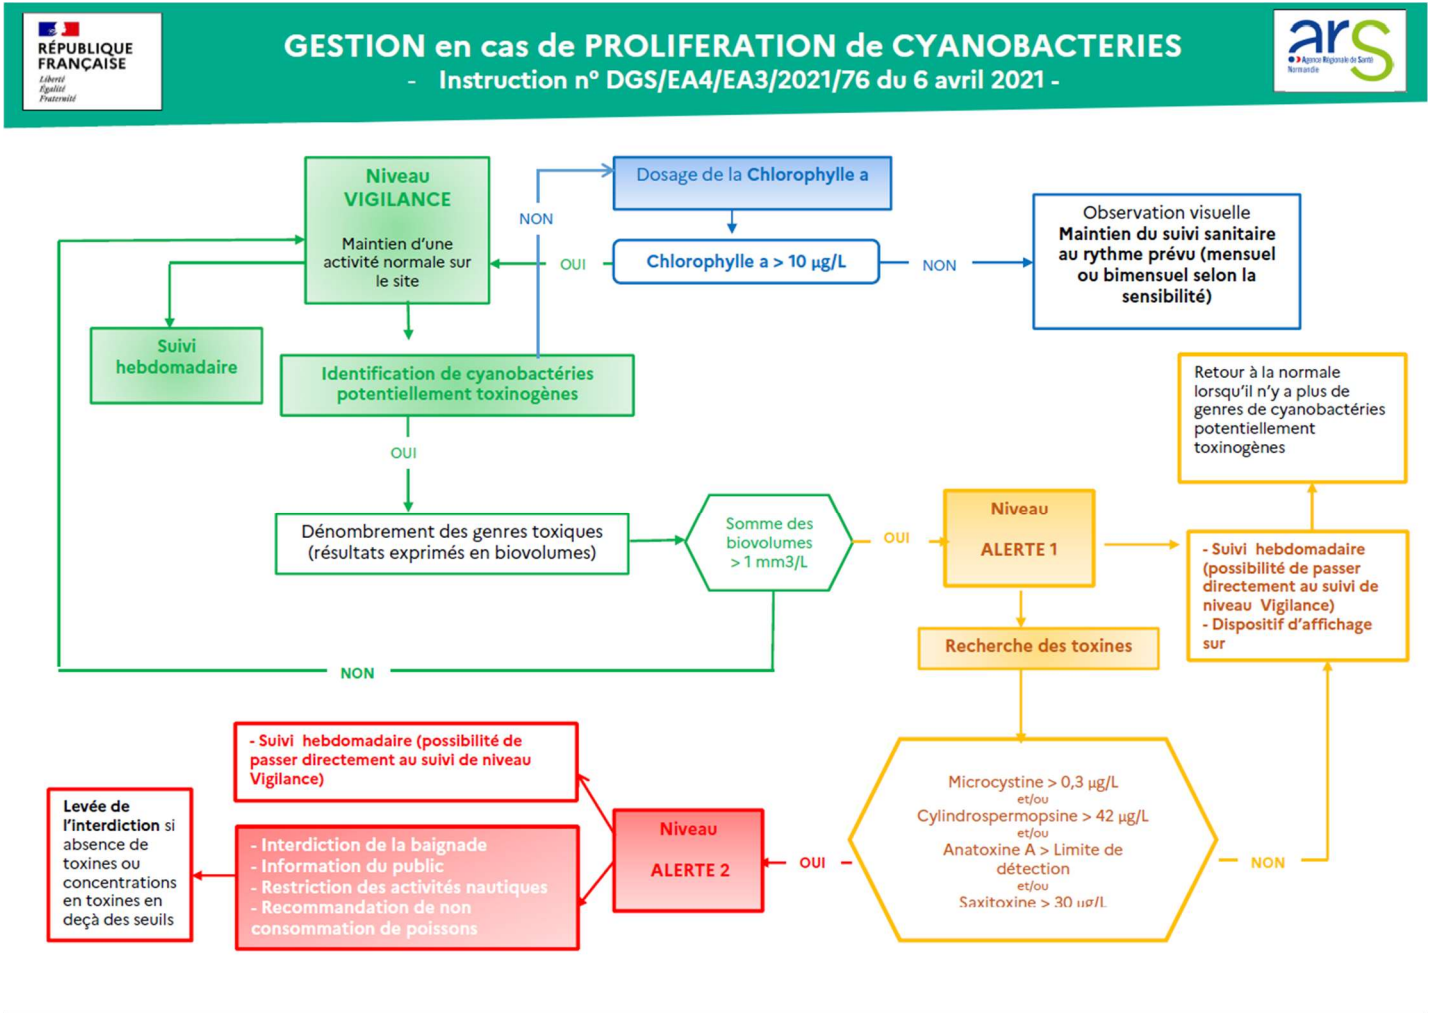 RÉPUBLIQUE
FRANÇAISE
Liberté
Égalité
Fraternité
GESTION en cas de PROLIFERATION de CYANOBACTERIES
- Instruction n° DGS/EA4/EA3/2021/76 du 6 avril 2021 -
ars
Agence Régionale de Santé
Normandie
Niveau
VIGILANCE
Maintien d'une
activité normale sur
le site
NON
Dosage de la Chlorophylle a
OUI
Chlorophylle a > 10 µg/L
NON
Observation visuelle
Maintien du suivi sanitaire
au rythme prévu (mensuel
ou bimensuel selon la
sensibilité)
Suivi
hebdomadaire
Identification de cyanobactéries
potentiellement toxinogènes
OUI
Retour à la normale
lorsqu'il n'y a plus de
genres de cyanobactéries
potentiellement
toxinogènes
Dénombrement des genres toxiques
(résultats exprimés en biovolumes)
Somme des
biovolumes
> 1 mm3/L
OUI
Niveau
ALERTE 1
- Suivi hebdomadaire
(possibilité de passer
directement au suivi de
niveau Vigilance)
- Dispositif d'affichage
sur
Recherche des toxines
NON
- Suivi hebdomadaire (possibilité de
passer directement au suivi de niveau
Vigilance)
Microcystine > 0,3 µg/L
et/ou
Cylindrospermopsine > 42 µg/L
et/ou
Anatoxine A > Limite de
détection
et/ou
Saxitoxine > 30 µg/L
NON
OUI
Niveau
ALERTE 2
- Interdiction de la baignade
- Information du public
- Restriction des activités nautiques
- Recommandation de non
consommation de poissons
Levée de
l'interdiction si
absence de
toxines ou
concentrations
en toxines en
deçà des seuils